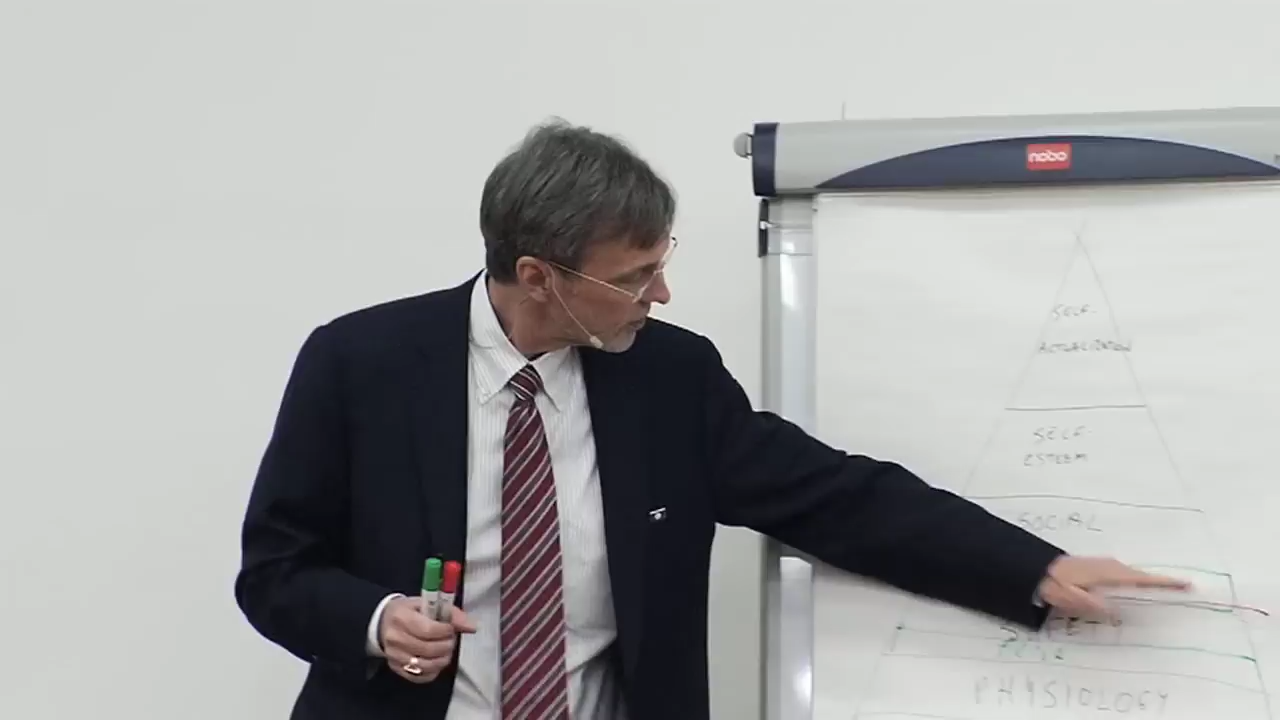 nobo
SELF-
ACTUALIZATION
SELF-
ESTEEM
SOCIAL
SAFETY
PHYSIOLOGY